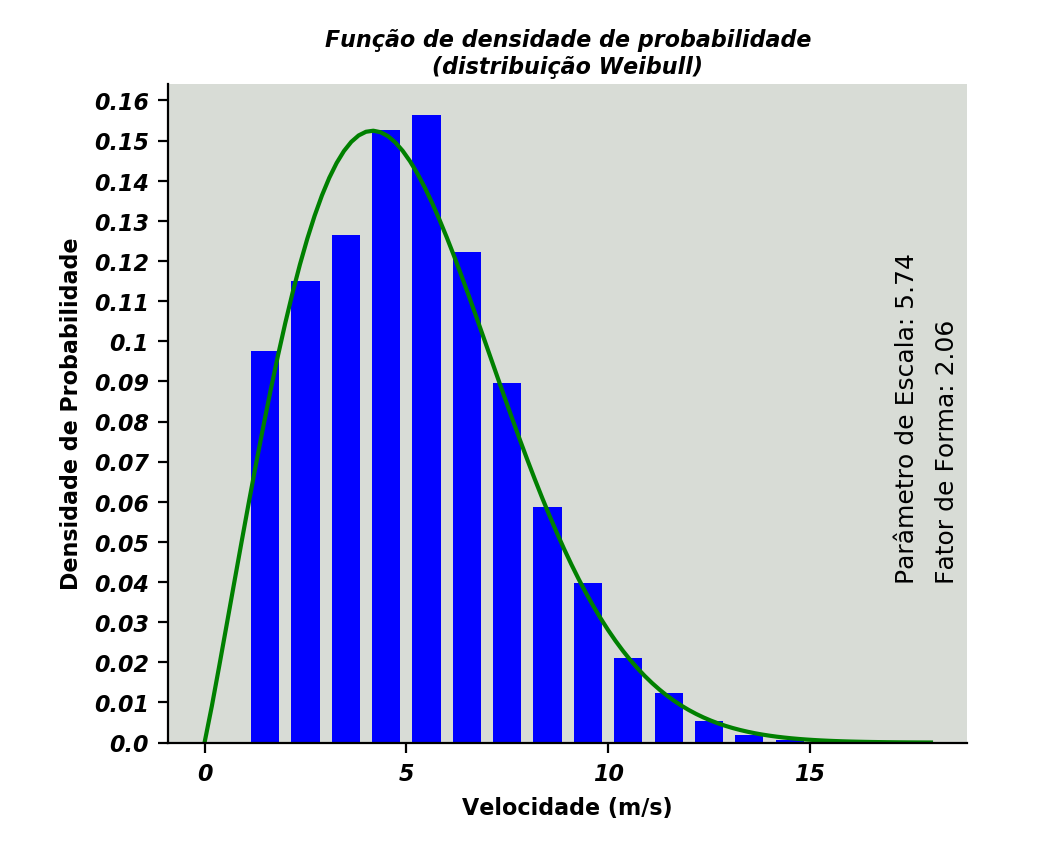 Função de densidade de probabilidade
(distribuição Weibull)
0.16
0.15
0.14
0.13
0.12
0.11
0.1
0.09
0.08
0.07
0.06
0.05
0.04
0.03
0.02
0.01
0.0
Densidade de Probabilidade
Parâmetro de Escala: 5.74
Fator de Forma: 2.06
0 5 10 15
Velocidade (m/s)